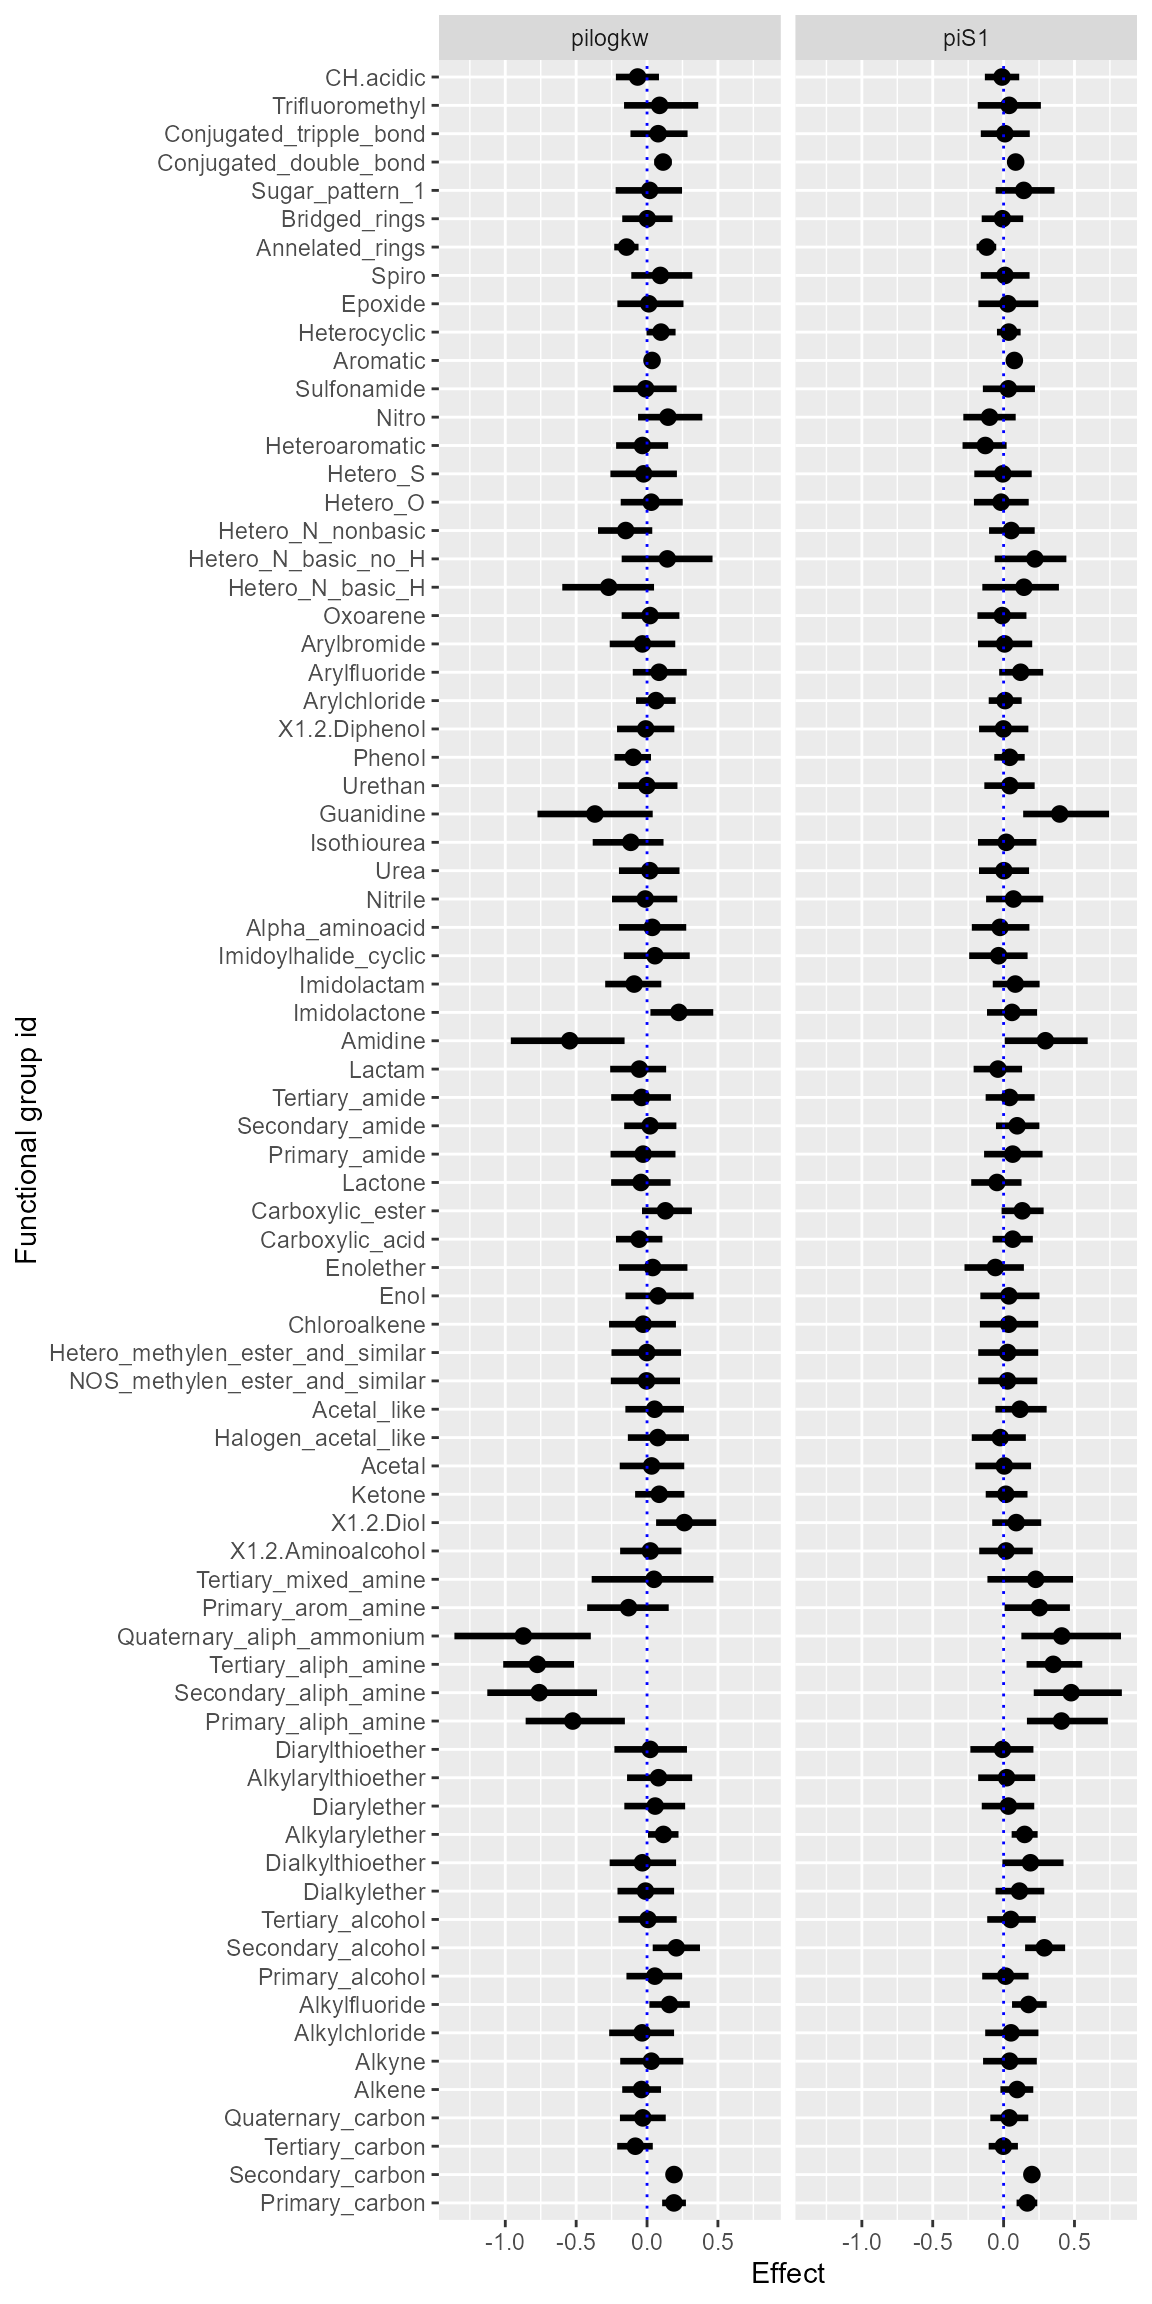 pilogkw
piS1
CH.acidic
Trifluoromethyl
Conjugated_tripple_bond
Conjugated_double_bond
Sugar_pattern_1
Bridged_rings
Annelated_rings
Spiro
Epoxide
Heterocyclic
Aromatic
Sulfonamide
Nitro
Heteroaromatic
Hetero_S
Hetero_O
Hetero_N_nonbasic
Hetero_N_basic_no_H
Hetero_N_basic_H
Oxoarene
Arylbromide
Arylfluoride
Arylchloride
X1.2.Diphenol
Phenol
Urethan
Guanidine
Isothiourea
Urea
Nitrile
Alpha_aminoacid
Imidoylhalide_cyclic
Imidolactam
Imidolactone
Amidine
Lactam
Tertiary_amide
Secondary_amide
Primary_amide
Lactone
Carboxylic_ester
Carboxylic_acid
Enolether
Enol
Chloroalkene
Hetero_methylen_ester_and_similar
NOS_methylen_ester_and_similar
Acetal_like
Halogen_acetal_like
Acetal
Ketone
X1.2.Diol
X1.2.Aminoalcohol
Tertiary_mixed_amine
Primary_arom_amine
Quaternary_aliph_ammonium
Tertiary_aliph_amine
Secondary_aliph_amine
Primary_aliph_amine
Diarylthioether
Alkylarylthioether
Diarylether
Alkylarylether
Dialkylthioether
Dialkylether
Tertiary_alcohol
Secondary_alcohol
Primary_alcohol
Alkylfluoride
Alkylchloride
Alkyne
Alkene
Quaternary_carbon
Tertiary_carbon
Secondary_carbon
Primary_carbon
Functional group id
-1.0 -0.5 0.0 0.5
-1.0 -0.5 0.0 0.5
Effect